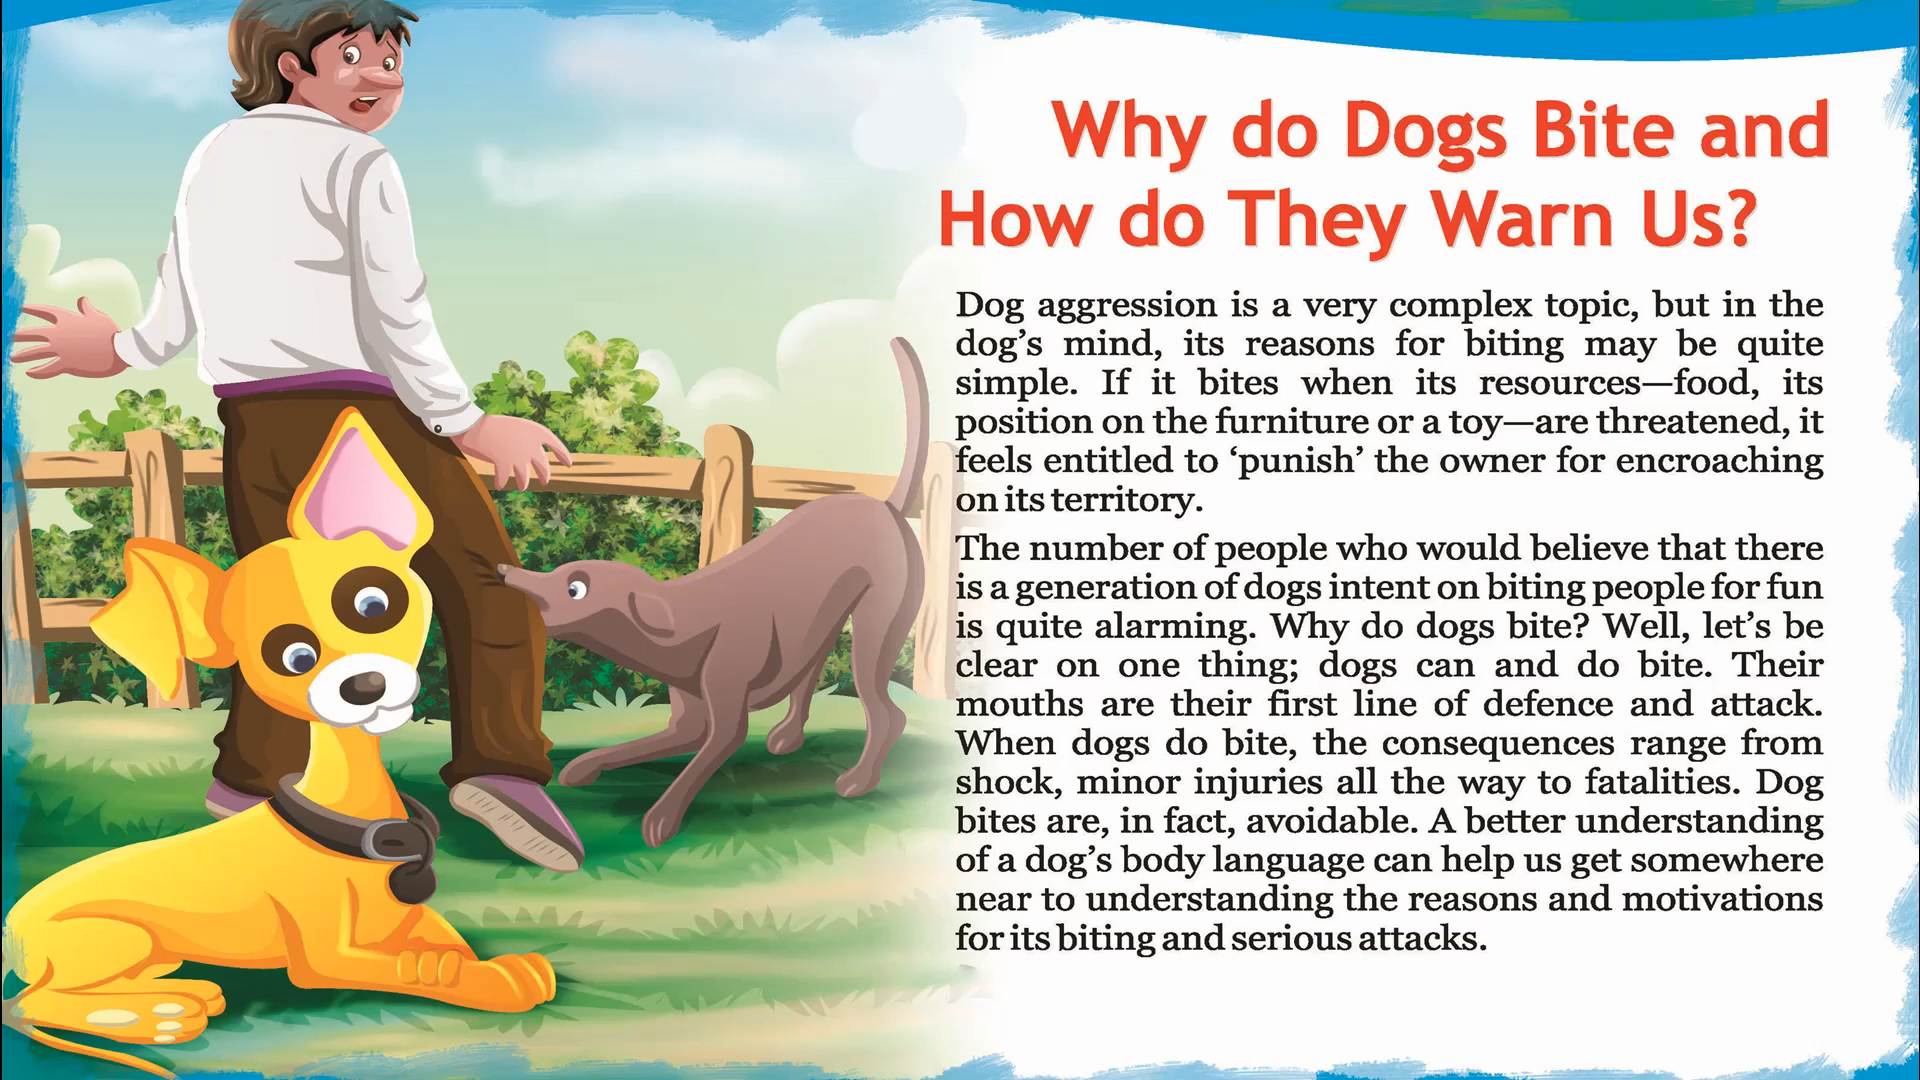 Why do Dogs Bite and
How do They Warn Us?
Dog aggression is a very complex topic, but in the
dog’s mind, its reasons for biting may be quite
simple. If it bites when its resources—food, its
position on the furniture or a toy—are threatened, it
feels entitled to ‘punish’ the owner for encroaching
on its territory.
The number of people who would believe that there
is a generation of dogs intent on biting people for fun
is quite alarming. Why do dogs bite? Well, let’s be
clear on one thing; dogs can and do bite. Their
mouths are their first line of defence and attack.
When dogs do bite, the consequences range from
shock, minor injuries all the way to fatalities. Dog
bites are, in fact, avoidable. A better understanding
of a dog’s body language can help us get somewhere
near to understanding the reasons and motivations
for its biting and serious attacks.